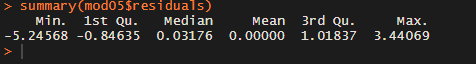 > summary(mod05$residuals)
    Min.  1st Qu.   Median     Mean  3rd Qu.     Max.
-5.24568 -0.84635  0.03176  0.00000  1.01837  3.44069
>